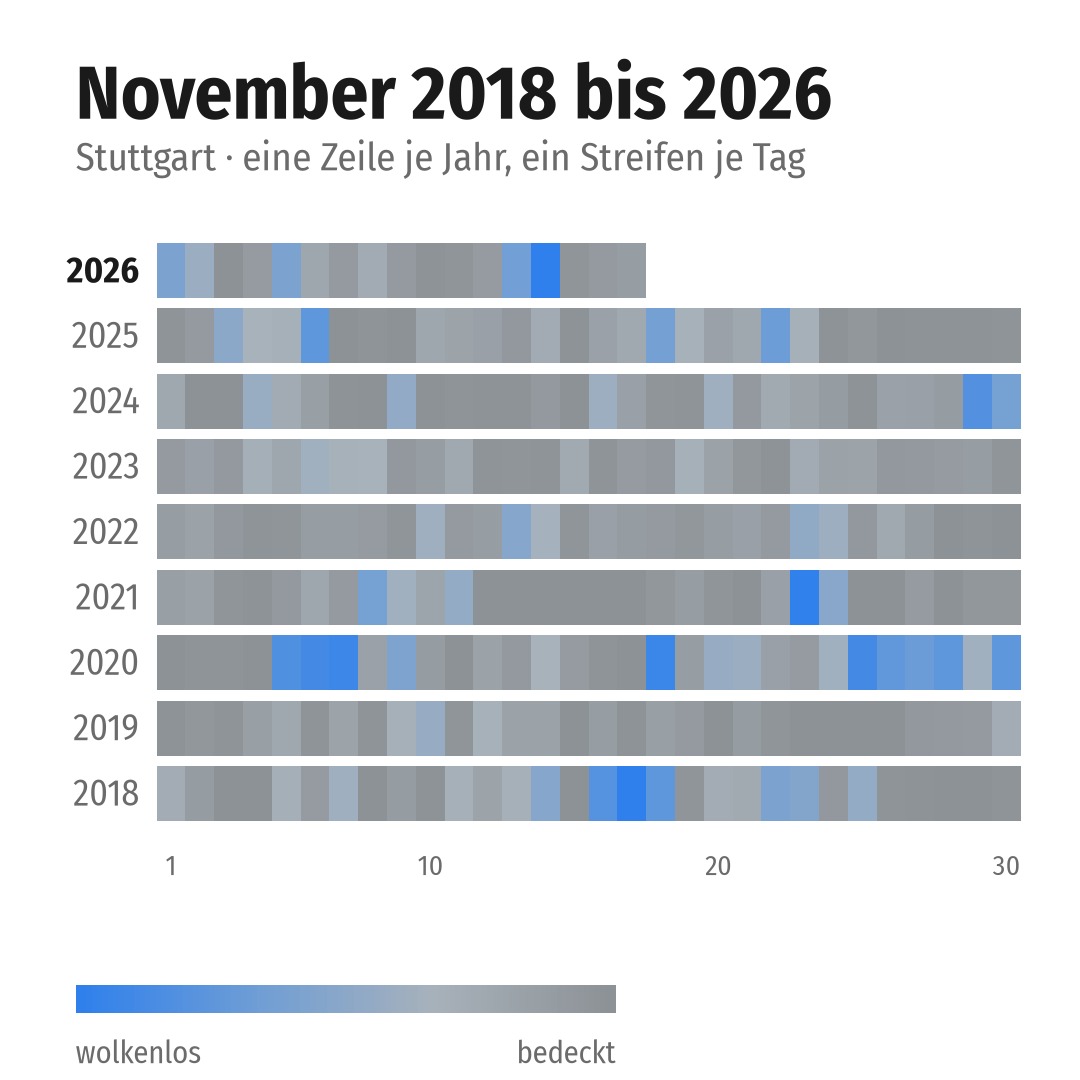 November 2018 bis 2026
Stuttgart · eine Zeile je Jahr, ein Streifen je Tag
2026
2025
2024
2023
2022
2021
2020
2019
2018
1 10 20 30
wolkenlos bedeckt